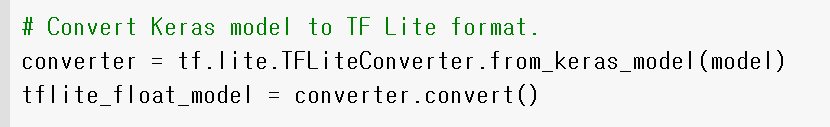 # Convert Keras model to TF Lite format.
converter = tf.lite.TFLiteConverter.from_keras_model(model)
tflite_float_model = converter.convert()